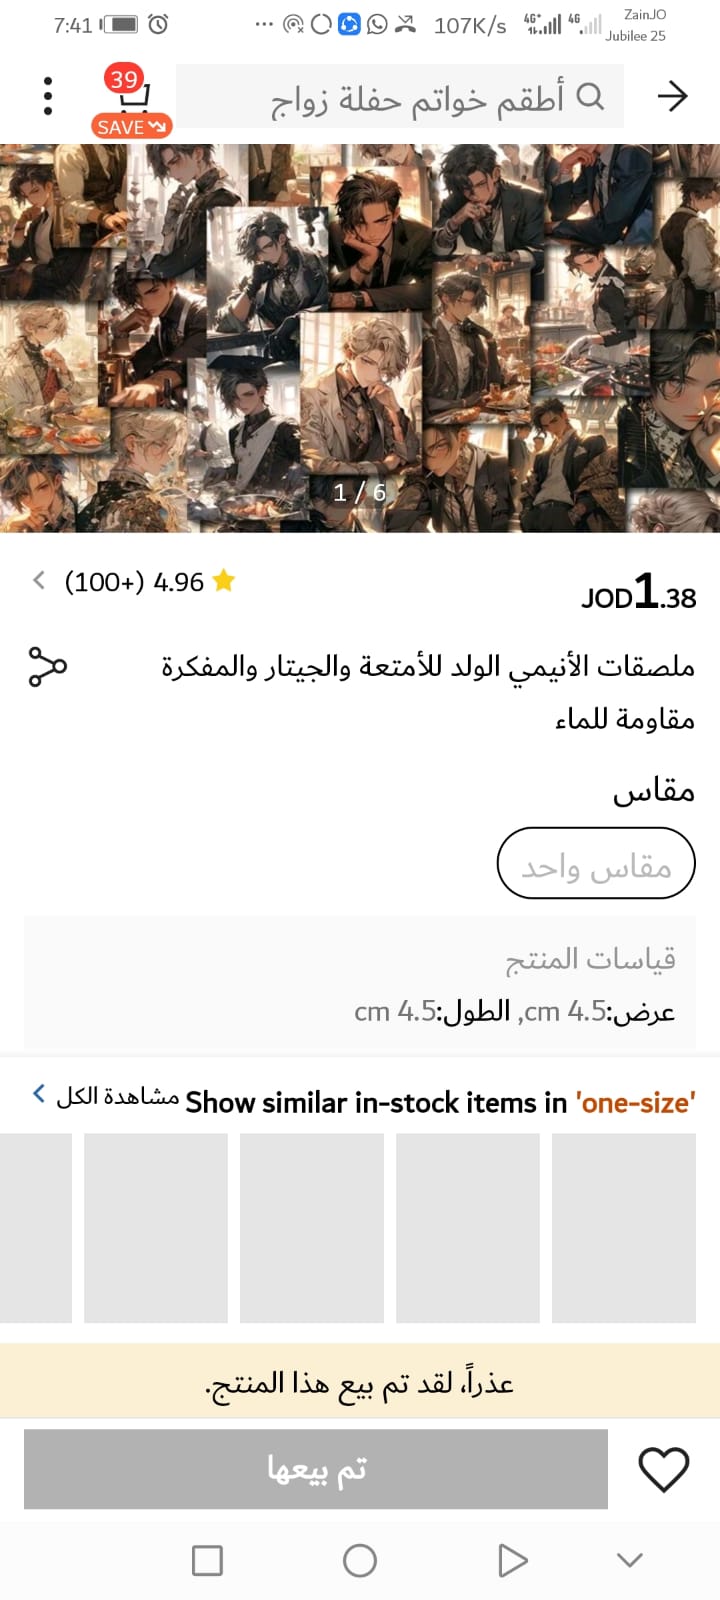 7:41
107K/s
4G+
4G
ZainJO
Jubilee 25
39
SAVE
أطقم خواتم حفلة زواج
1 / 6
JOD1.38
4.96 (100+)
ملصقات الأنيمي الولد للأمتعة والجيتار والمفكرة
مقاومة للماء
مقاس
مقاس واحد
قياسات المنتج
عرض:4.5 cm, الطول:4.5 cm
Show similar in-stock items in 'one-size'
مشاهدة الكل
عذراً، لقد تم بيع هذا المنتج.
تم بيعها